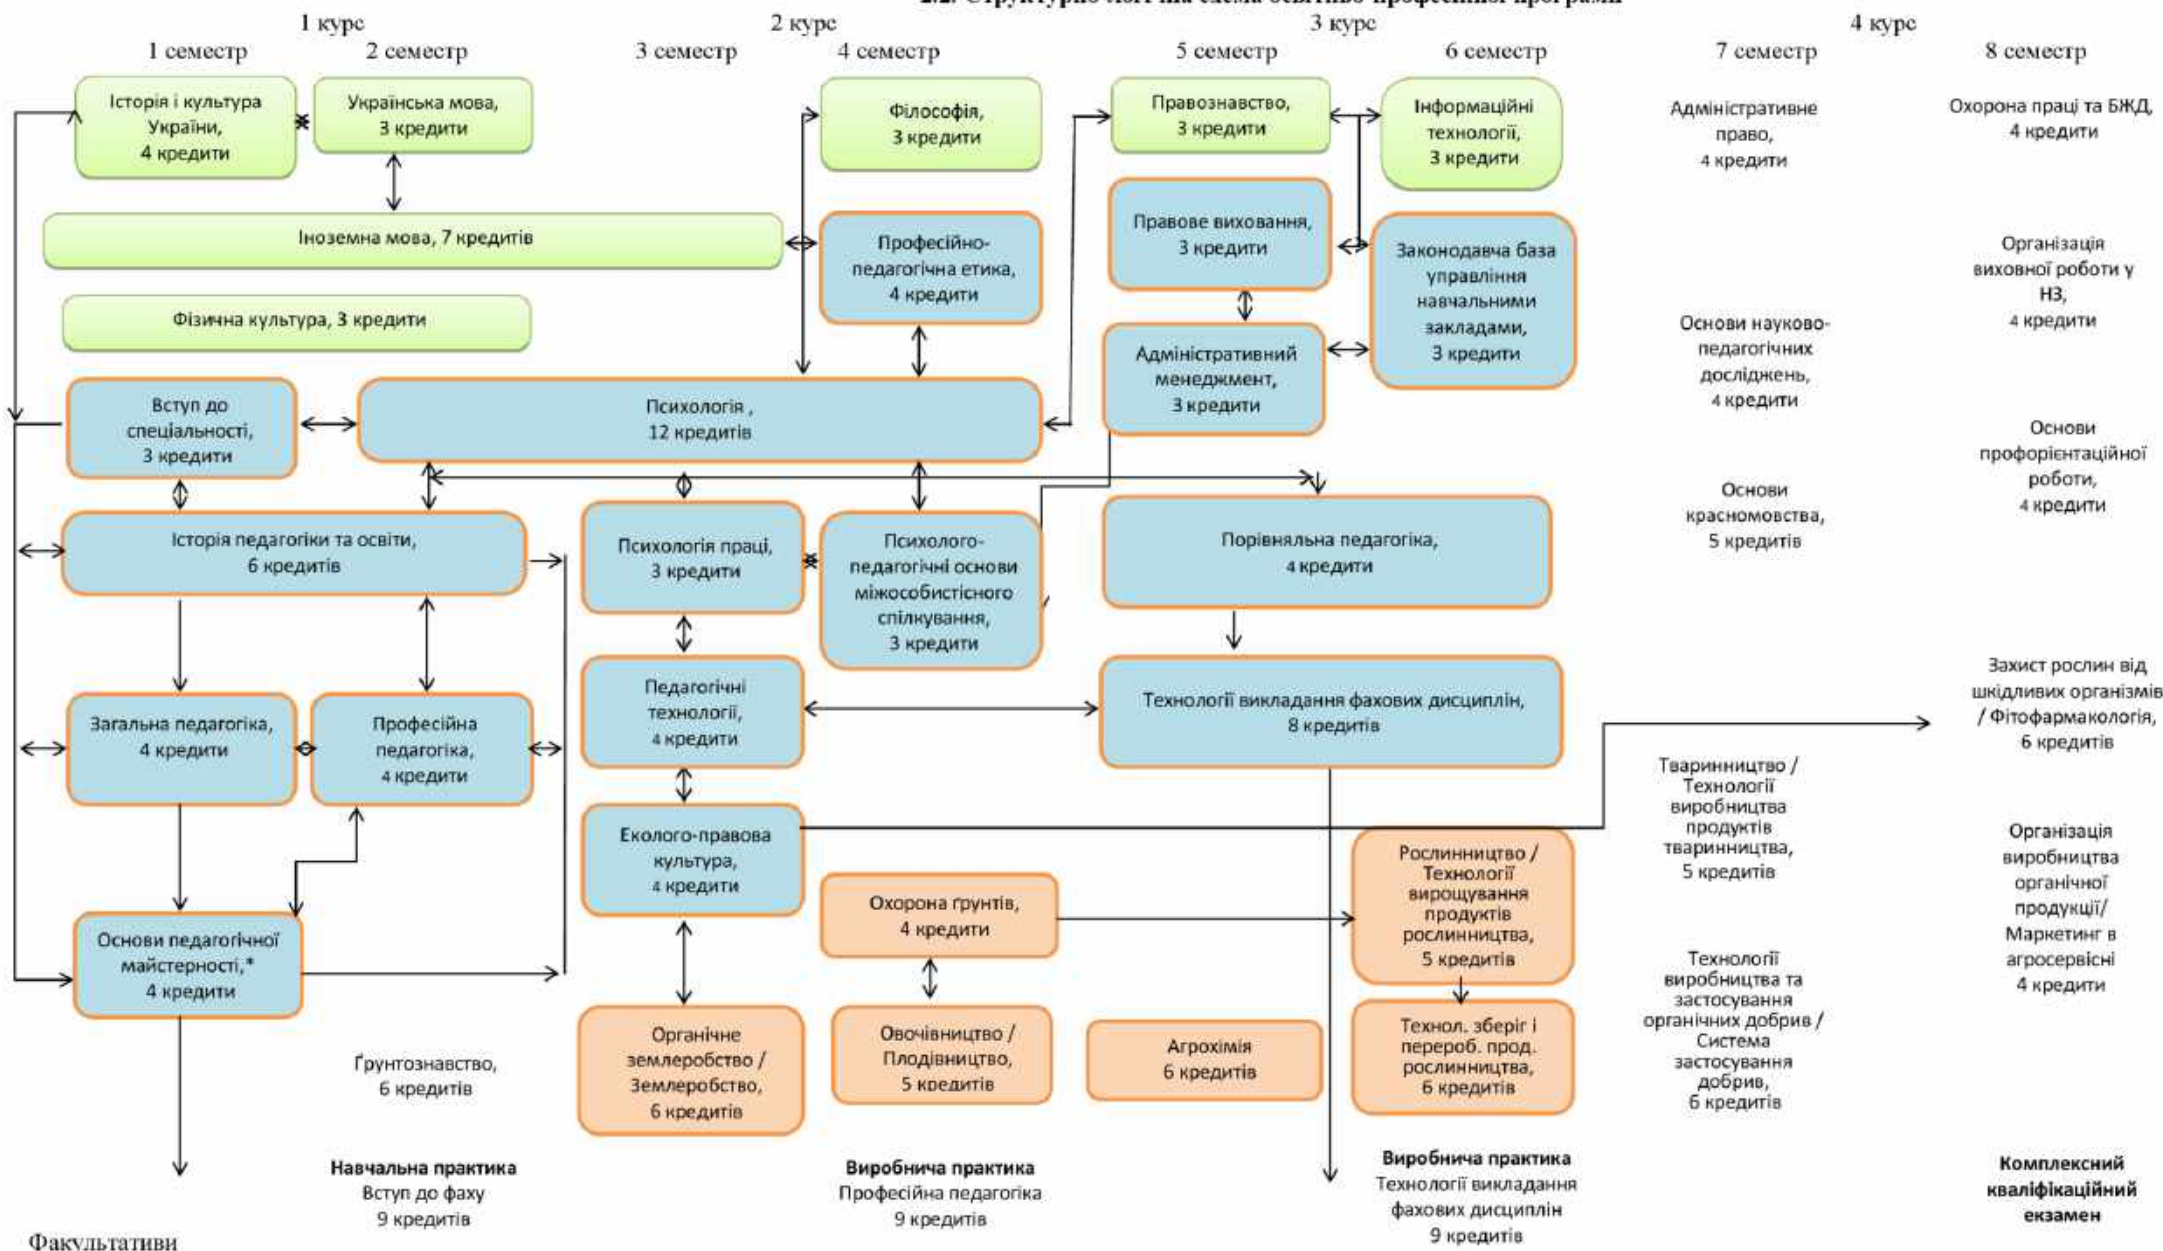 1 курс
2 курс
3 курс
4 курс
1 семестр
2 семестр
3 семестр
4 семестр
5 семестр
6 семестр
7 семестр
8 семестр
Історія і культура
України,
4 кредити
Українська мова,
3 кредити
Філософія,
3 кредити
Правознавство,
3 кредити
Інформаційні
технології,
3 кредити
Адміністративне
право,
4 кредити
Охорона праці та БЖД,
4 кредити
Іноземна мова, 7 кредитів
Професійно-
педагогічна етика,
4 кредити
Правове виховання,
3 кредити
Законодавча база
управління
навчальними
закладами,
3 кредити
Організація
виховної роботи у
НЗ,
4 кредити
Фізична культура, 3 кредити
Адміністративний
менеджмент,
3 кредити
Основи науково-
педагогічних
досліджень,
4 кредити
Вступ до
спеціальності,
3 кредити
Психологія ,
12 кредитів
Основи
профорієнтаційної
роботи,
4 кредити
Основи
красномовства,
5 кредитів
Історія педагогіки та освіти,
6 кредитів
Психологія праці,
3 кредити
Психолого-
педагогічні основи
міжособистісного
спілкування,
3 кредити
Порівняльна педагогіка,
4 кредити
Загальна педагогіка,
4 кредити
Професійна
педагогіка,
4 кредити
Педагогічні
технології,
4 кредити
Технології викладання фахових дисциплін,
8 кредитів
Захист рослин від
шкідливих організмів
/ Фітофармакологія,
6 кредитів
Тваринництво /
Технології
виробництва
продуктів
тваринництва,
5 кредитів
Еколого-правова
культура,
4 кредити
Охорона ґрунтів,
4 кредити
Рослинництво /
Технології
вирощування
продуктів
рослинництва,
5 кредитів
Організація
виробництва
органічної
продукції/
Маркетинг в
агросервісні
4 кредити
Основи педагогічної
майстерності,*
4 кредити
Технології
виробництва та
застосування
органічних добрив /
Система
застосування
добрив,
6 кредитів
Ґрунтознавство,
6 кредитів
Органічне
землеробство /
Землеробство,
6 кредитів
Овочівництво /
Плодівництво,
5 кредитів
Агрохімія
6 кредитів
Технол. зберіг і
перероб. прод.
рослинництва,
6 кредитів
Навчальна практика
Вступ до фаху
9 кредитів
Виробнича практика
Професійна педагогіка
9 кредитів
Виробнича практика
Технології викладання
фахових дисциплін
9 кредитів
Комплексний
кваліфікаційний
екзамен
Факультативи